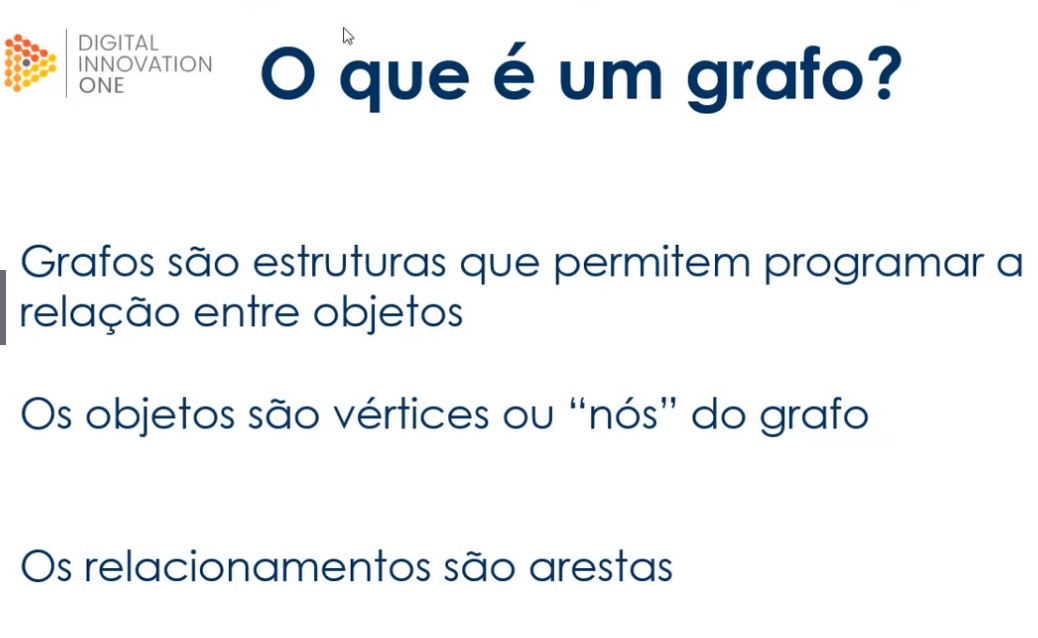 DIGITAL
INNOVATION
ONE
O que é um grafo?
Grafos são estruturas que permitem programar a
relação entre objetos
Os objetos são vértices ou “nós” do grafo
Os relacionamentos são arestas